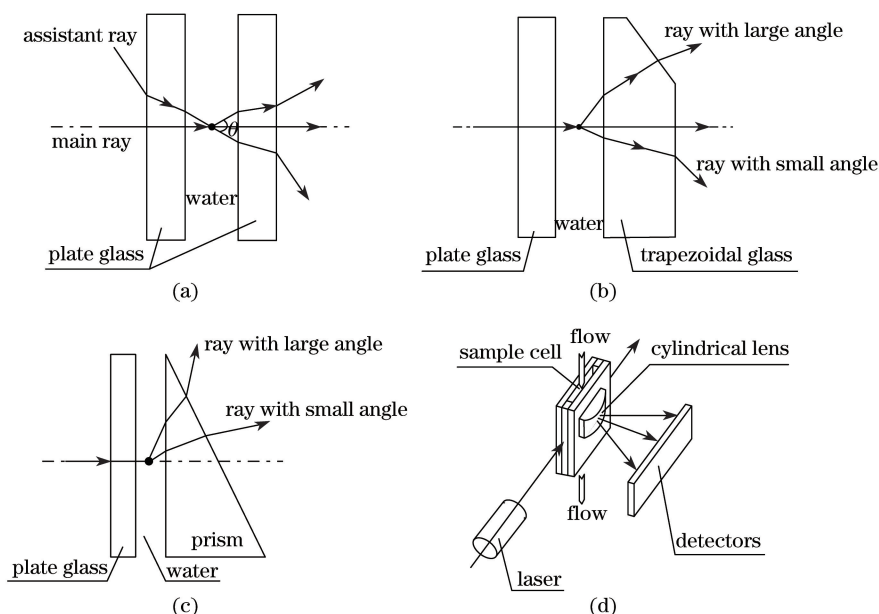 assistant ray
main ray
θ
water
plate glass
(a)
ray with large angle
ray with small angle
water
plate glass
trapezoidal glass
(b)
ray with large angle
ray with small angle
prism
plate glass
water
(c)
flow
sample cell
cylindrical lens
flow
detectors
laser
(d)